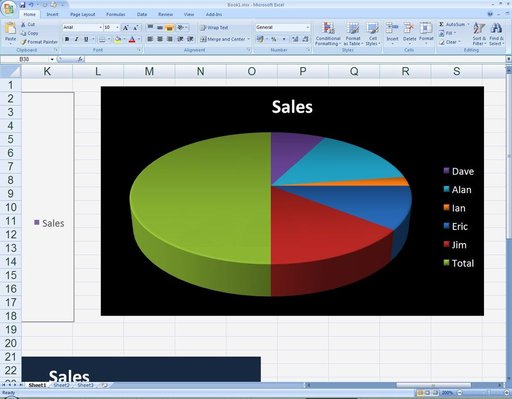 Book1.xlsx - Microsoft Excel
Home Insert Page Layout Formulas Data Review View Add-Ins
Cut
Copy
Format Painter
Clipboard
Arial 10
Font
Wrap Text
Merge and Center
Alignment
General
Number
Conditional Formatting
Format as Table
Cell Styles
Styles
Insert Delete Format
Cells
AutoSum
Fill
Clear
Sort & Filter
Find & Select
Editing
B30
K L M N O P Q R S
1
2
3
4
5
6
7
8
9
10
11
12
13
14
15
16
17
18
19
20
21
22
Sales
Sales
Dave
Alan
Ian
Eric
Jim
Total
Sales
Sheet1 Sheet2 Sheet3
Ready
200%